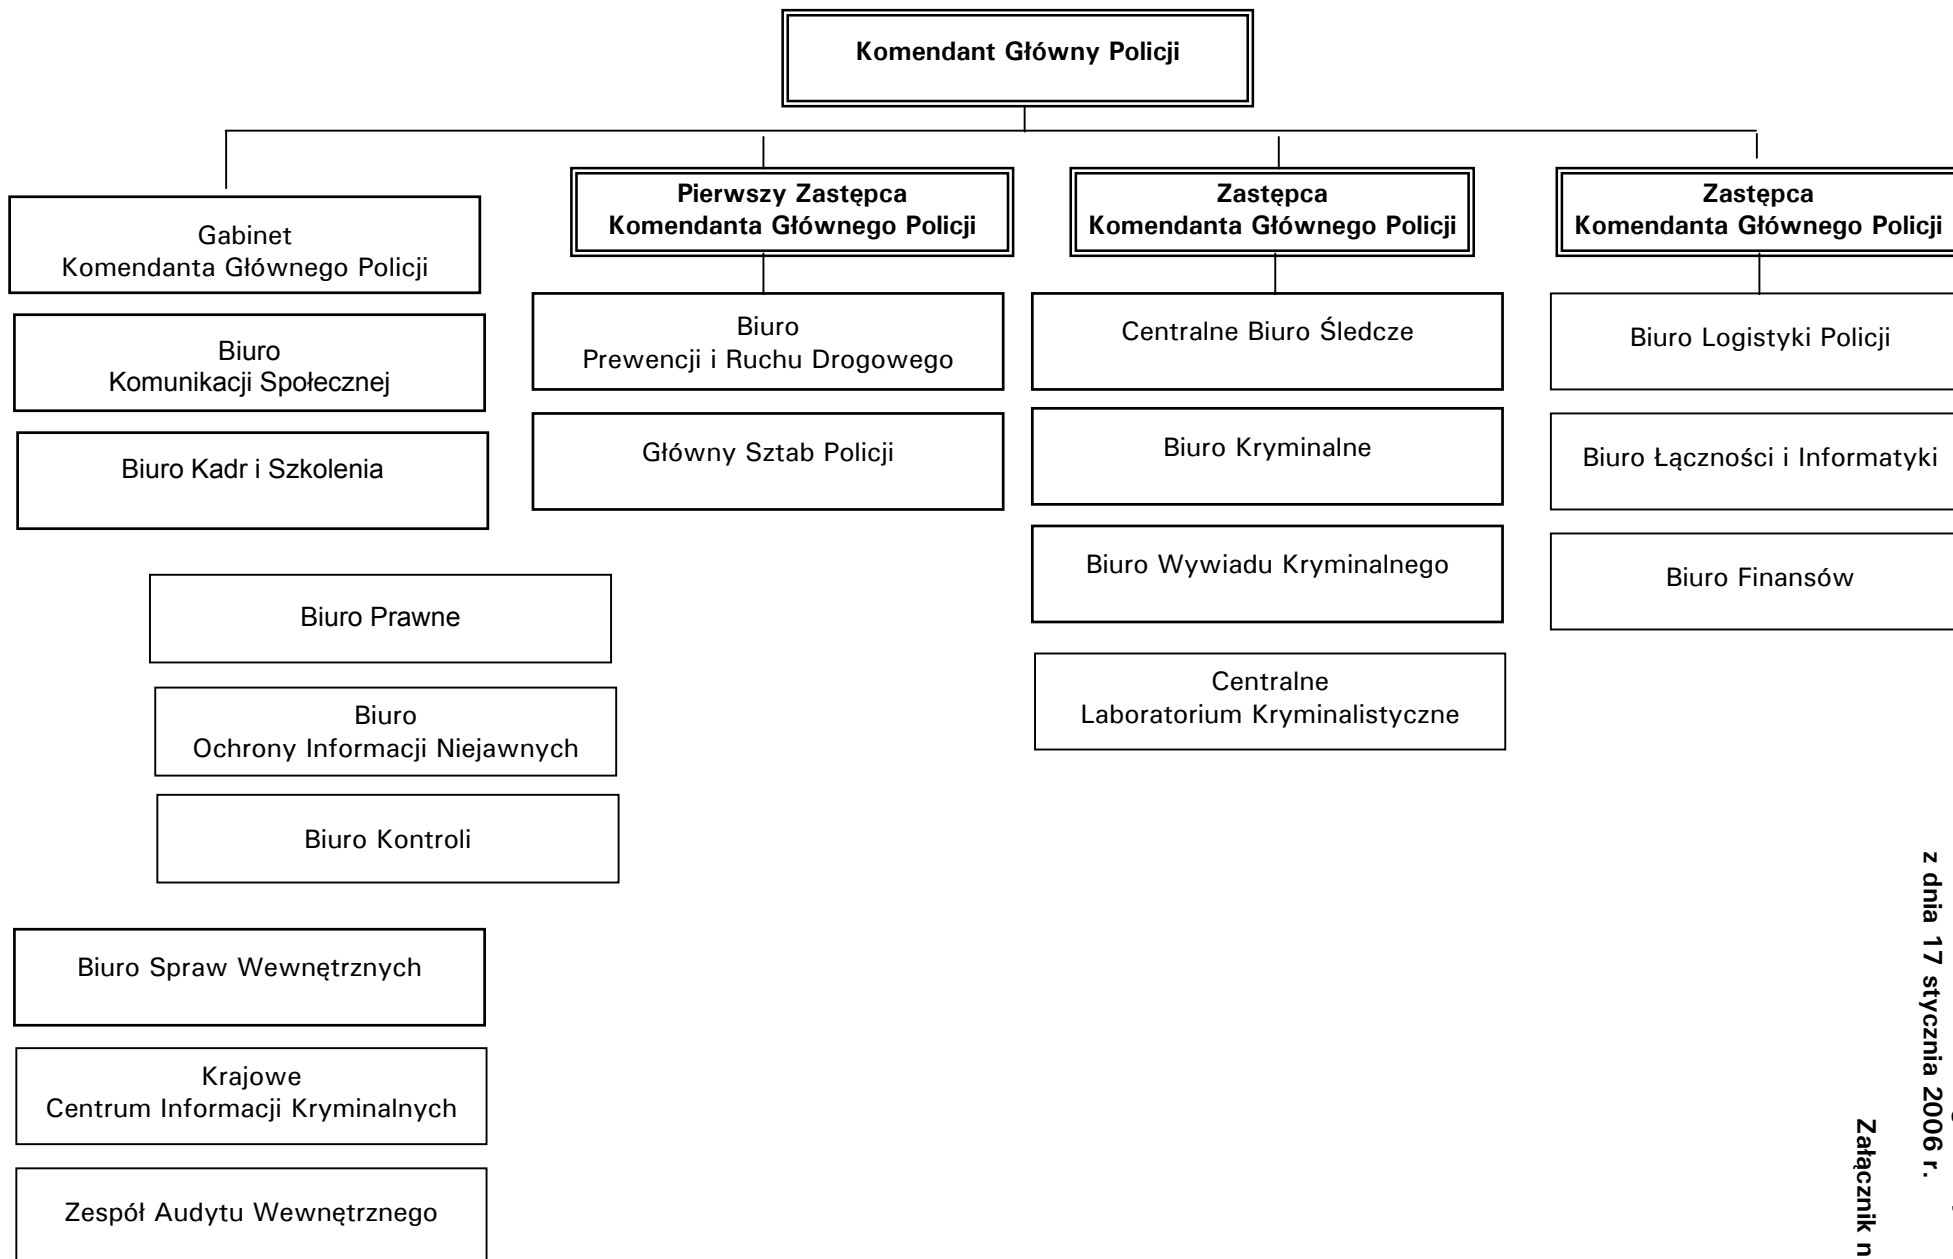 Komendant Główny Policji
Gabinet
Komendanta Głównego Policji
Biuro
Komunikacji Społecznej
Biuro Kadr i Szkolenia
Biuro Prawne
Biuro
Ochrony Informacji Niejawnych
Biuro Kontroli
Biuro Spraw Wewnętrznych
Krajowe
Centrum Informacji Kryminalnych
Zespół Audytu Wewnętrznego
Pierwszy Zastępca
Komendanta Głównego Policji
Biuro
Prewencji i Ruchu Drogowego
Główny Sztab Policji
Zastępca
Komendanta Głównego Policji
Centralne Biuro Śledcze
Biuro Kryminalne
Biuro Wywiadu Kryminalnego
Centralne
Laboratorium Kryminalistyczne
Zastępca
Komendanta Głównego Policji
Biuro Logistyki Policji
Biuro Łączności i Informatyki
Biuro Finansów
z dnia 17 stycznia 2006 r.
Załącznik n